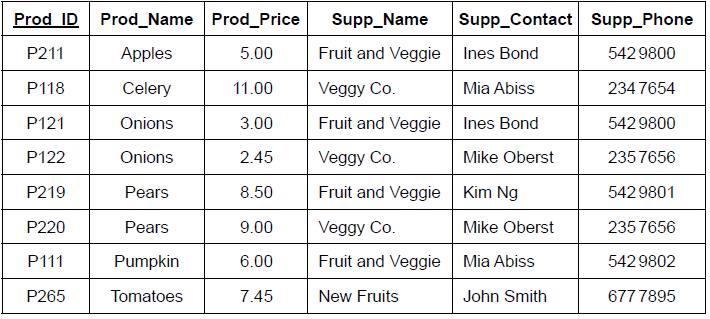 Prod_ID Prod_Name Prod_Price Supp_Name Supp_Contact Supp_Phone
P211 Apples 5.00 Fruit and Veggie Ines Bond 542 9800
P118 Celery 11.00 Veggy Co. Mia Abiss 234 7654
P121 Onions 3.00 Fruit and Veggie Ines Bond 542 9800
P122 Onions 2.45 Veggy Co. Mike Oberst 235 7656
P219 Pears 8.50 Fruit and Veggie Kim Ng 542 9801
P220 Pears 9.00 Veggy Co. Mike Oberst 235 7656
P111 Pumpkin 6.00 Fruit and Veggie Mia Abiss 542 9802
P265 Tomatoes 7.45 New Fruits John Smith 677 7895